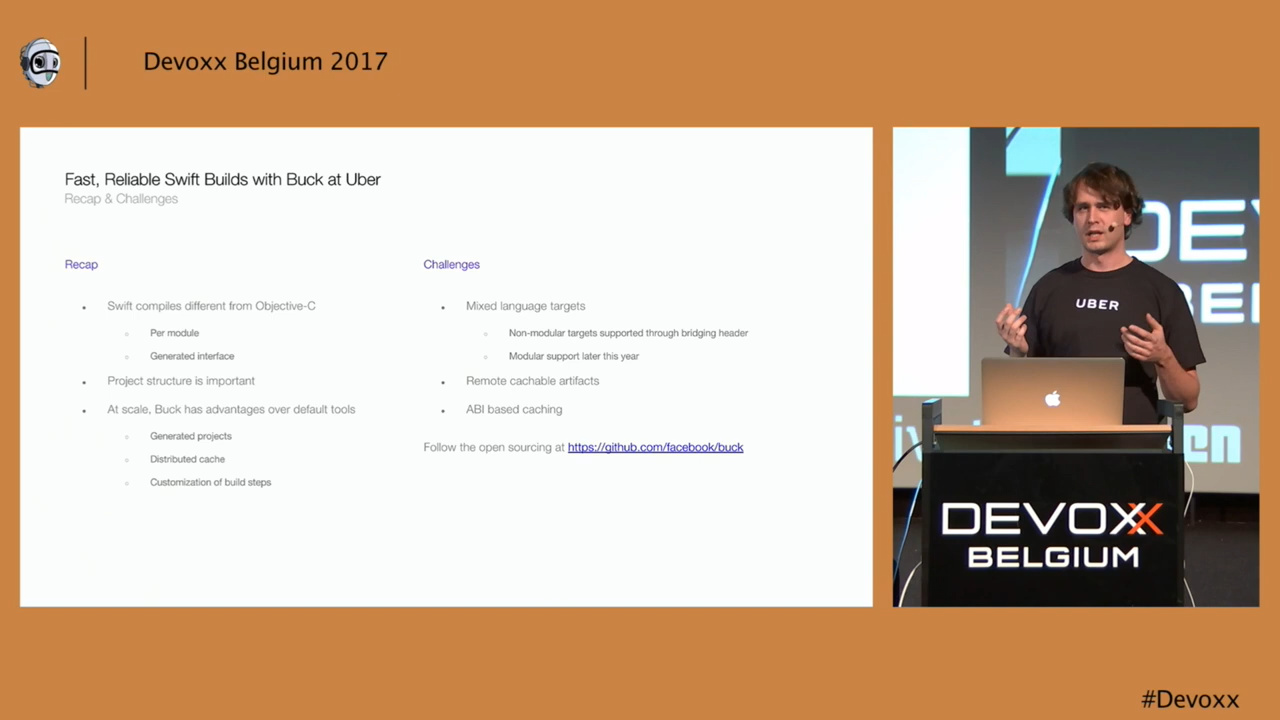 Devoxx Belgium 2017
Fast, Reliable Swift Builds with Buck at Uber
Recap & Challenges
Recap
Swift compiles different from Objective-C
Per module
Generated interface
Project structure is important
At scale, Buck has advantages over default tools
Generated projects
Distributed cache
Customization of build steps
Challenges
Mixed language targets
Non-modular targets supported through bridging header
Modular support later this year
Remote cachable artifacts
ABI based caching
Follow the open sourcing at https://github.com/facebook/buck
UBER
DEVOXX
BELGIUM
#Devoxx